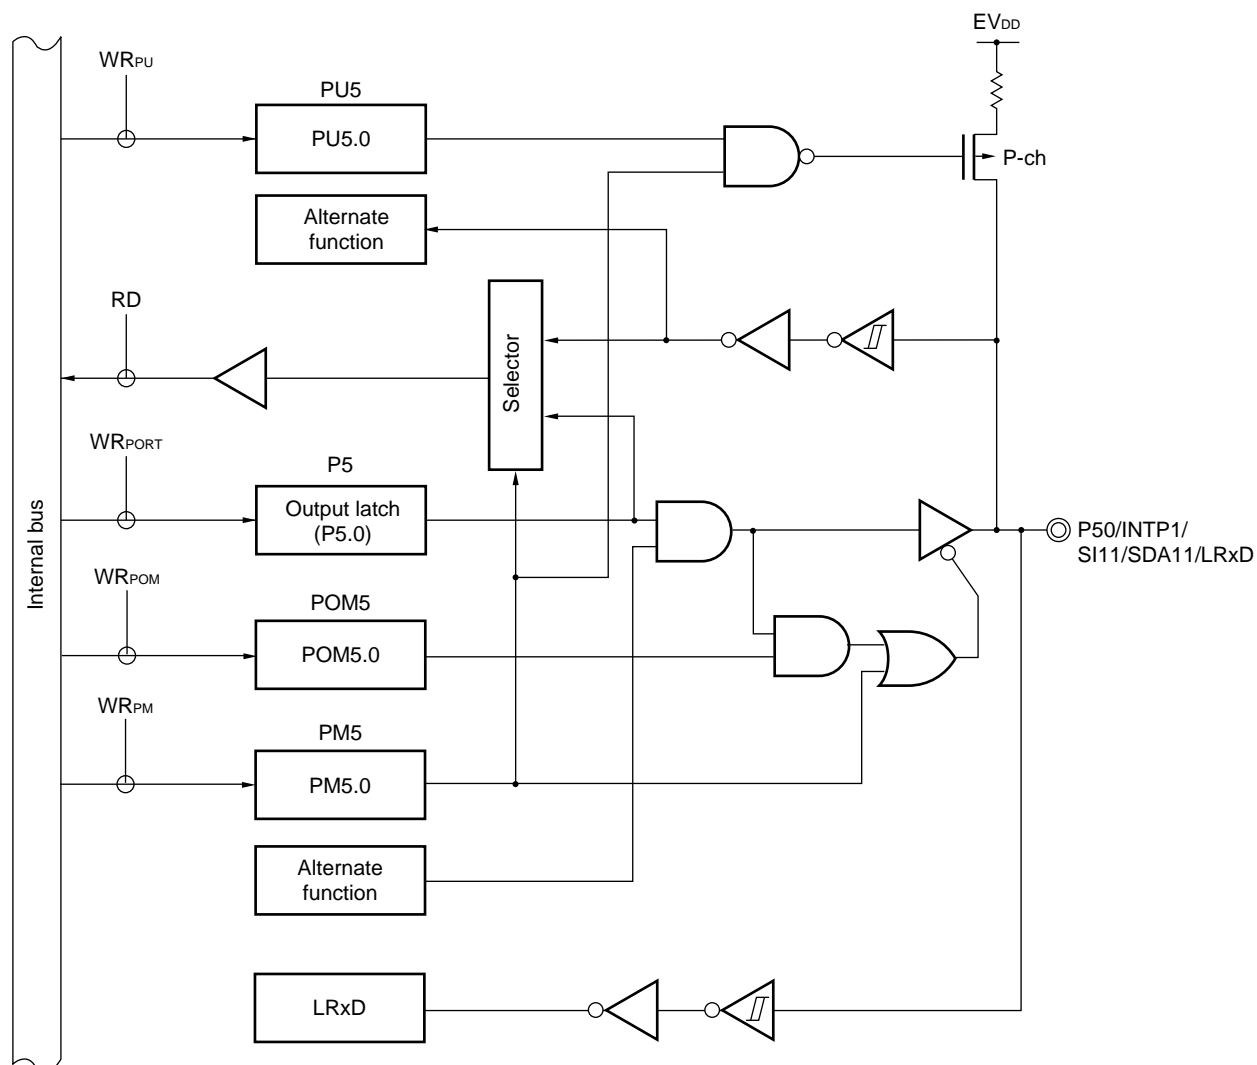 EVDD
WRPU
PU5
PU5.0
P-ch
Alternate
function
RD
Selector
WRPORT
P5
Output latch
(P5.0)
Internal bus
P50/INTP1/
SI11/SDA11/LRxD
WRPOM
POM5
POM5.0
WRPM
PM5
PM5.0
Alternate
function
LRxD